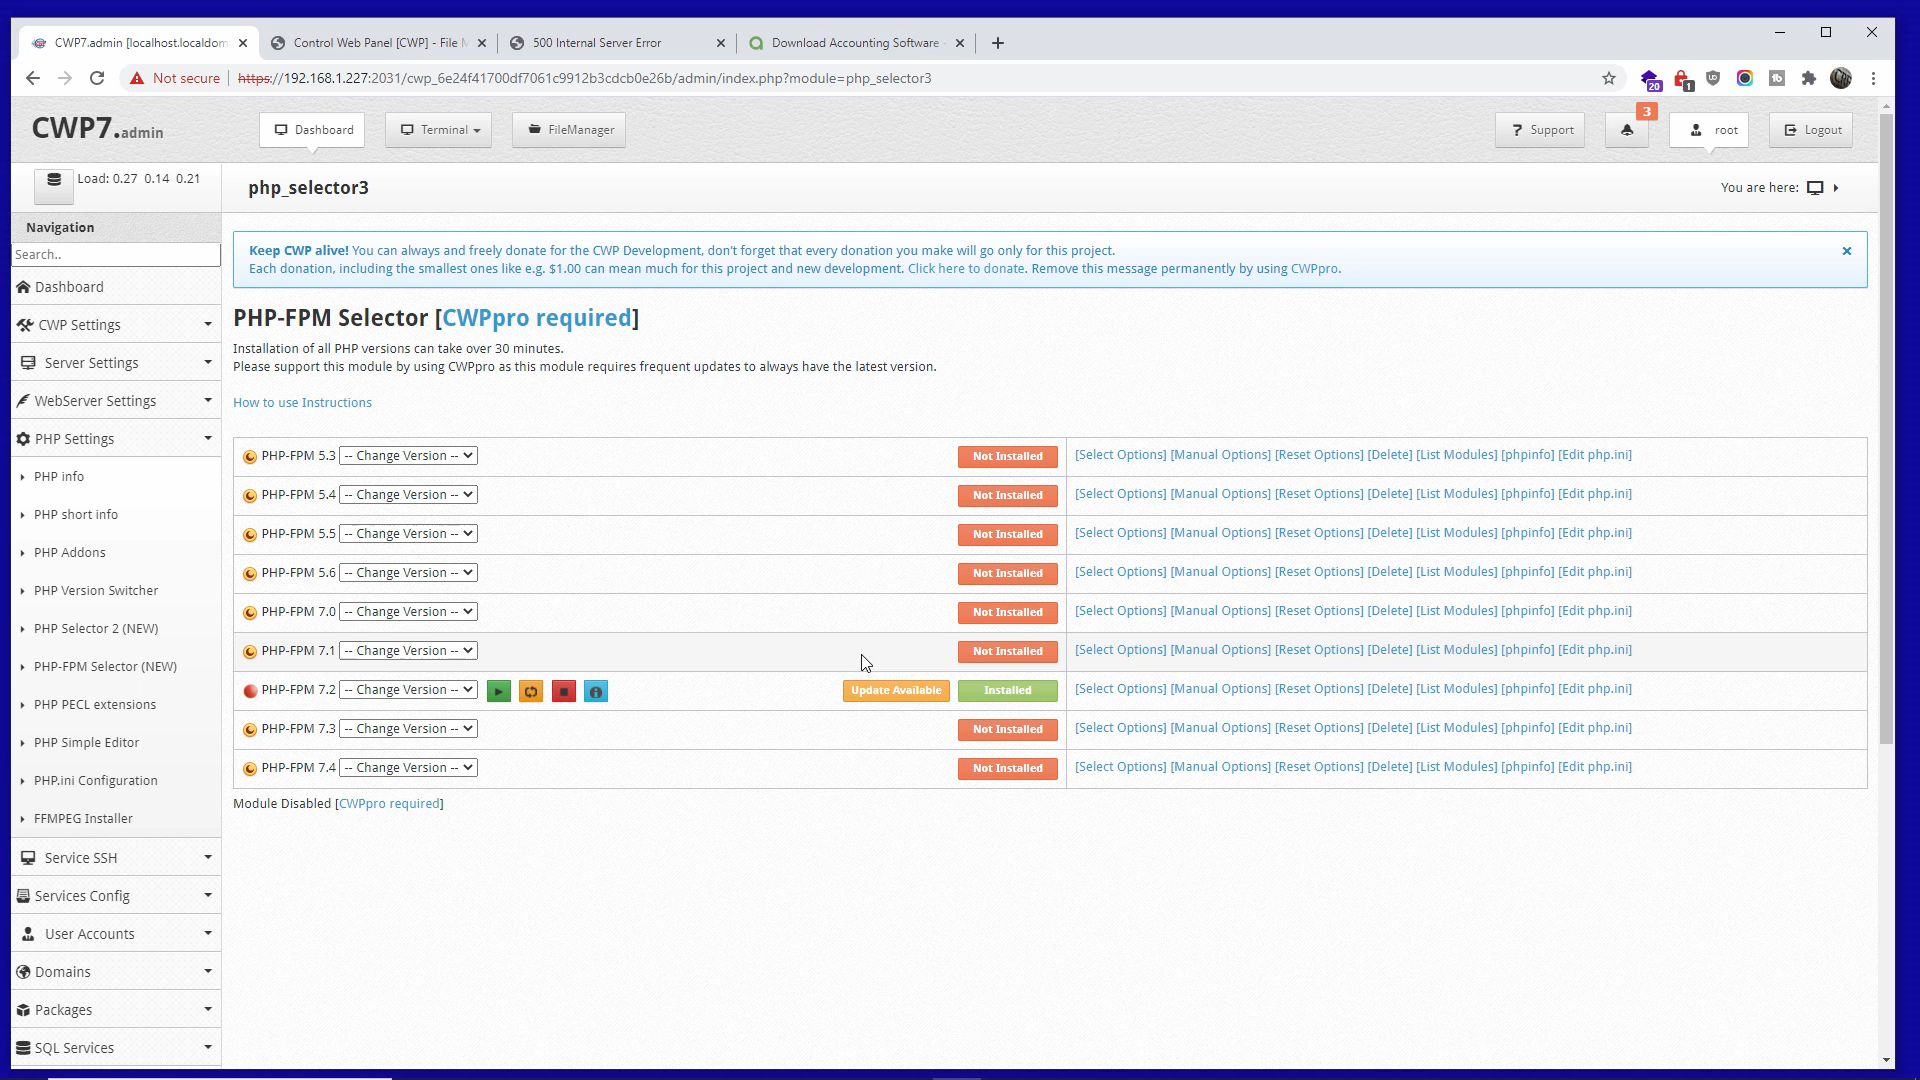 CWP7.admin [localhost.localdom
Control Web Panel [CWP] - File M
500 Internal Server Error
Download Accounting Software -
Not secure
https://192.168.1.227:2031/cwp_6e24f41700df7061c9912b3cdcb0e26b/admin/index.php?module=php_selector3
20
1
CWP7.admin
Dashboard
Terminal
FileManager
Support
3
root
Logout
Load: 0.27 0.14 0.21
php_selector3
You are here:
Navigation
Search..
Dashboard
CWP Settings
Server Settings
WebServer Settings
PHP Settings
PHP info
PHP short info
PHP Addons
PHP Version Switcher
PHP Selector 2 (NEW)
PHP-FPM Selector (NEW)
PHP PECL extensions
PHP Simple Editor
PHP.ini Configuration
FFMPEG Installer
Service SSH
Services Config
User Accounts
Domains
Packages
SQL Services
Keep CWP alive! You can always and freely donate for the CWP Development, don't forget that every donation you make will go only for this project.
Each donation, including the smallest ones like e.g. $1.00 can mean much for this project and new development. Click here to donate. Remove this message permanently by using CWPpro.
PHP-FPM Selector [CWPpro required]
Installation of all PHP versions can take over 30 minutes.
Please support this module by using CWPpro as this module requires frequent updates to always have the latest version.
How to use Instructions
PHP-FPM 5.3 -- Change Version -- Not Installed [Select Options] [Manual Options] [Reset Options] [Delete] [List Modules] [phpinfo] [Edit php.ini]
PHP-FPM 5.4 -- Change Version -- Not Installed [Select Options] [Manual Options] [Reset Options] [Delete] [List Modules] [phpinfo] [Edit php.ini]
PHP-FPM 5.5 -- Change Version -- Not Installed [Select Options] [Manual Options] [Reset Options] [Delete] [List Modules] [phpinfo] [Edit php.ini]
PHP-FPM 5.6 -- Change Version -- Not Installed [Select Options] [Manual Options] [Reset Options] [Delete] [List Modules] [phpinfo] [Edit php.ini]
PHP-FPM 7.0 -- Change Version -- Not Installed [Select Options] [Manual Options] [Reset Options] [Delete] [List Modules] [phpinfo] [Edit php.ini]
PHP-FPM 7.1 -- Change Version -- Not Installed [Select Options] [Manual Options] [Reset Options] [Delete] [List Modules] [phpinfo] [Edit php.ini]
PHP-FPM 7.2 -- Change Version -- Update Available Installed [Select Options] [Manual Options] [Reset Options] [Delete] [List Modules] [phpinfo] [Edit php.ini]
PHP-FPM 7.3 -- Change Version -- Not Installed [Select Options] [Manual Options] [Reset Options] [Delete] [List Modules] [phpinfo] [Edit php.ini]
PHP-FPM 7.4 -- Change Version -- Not Installed [Select Options] [Manual Options] [Reset Options] [Delete] [List Modules] [phpinfo] [Edit php.ini]
Module Disabled [CWPpro required]